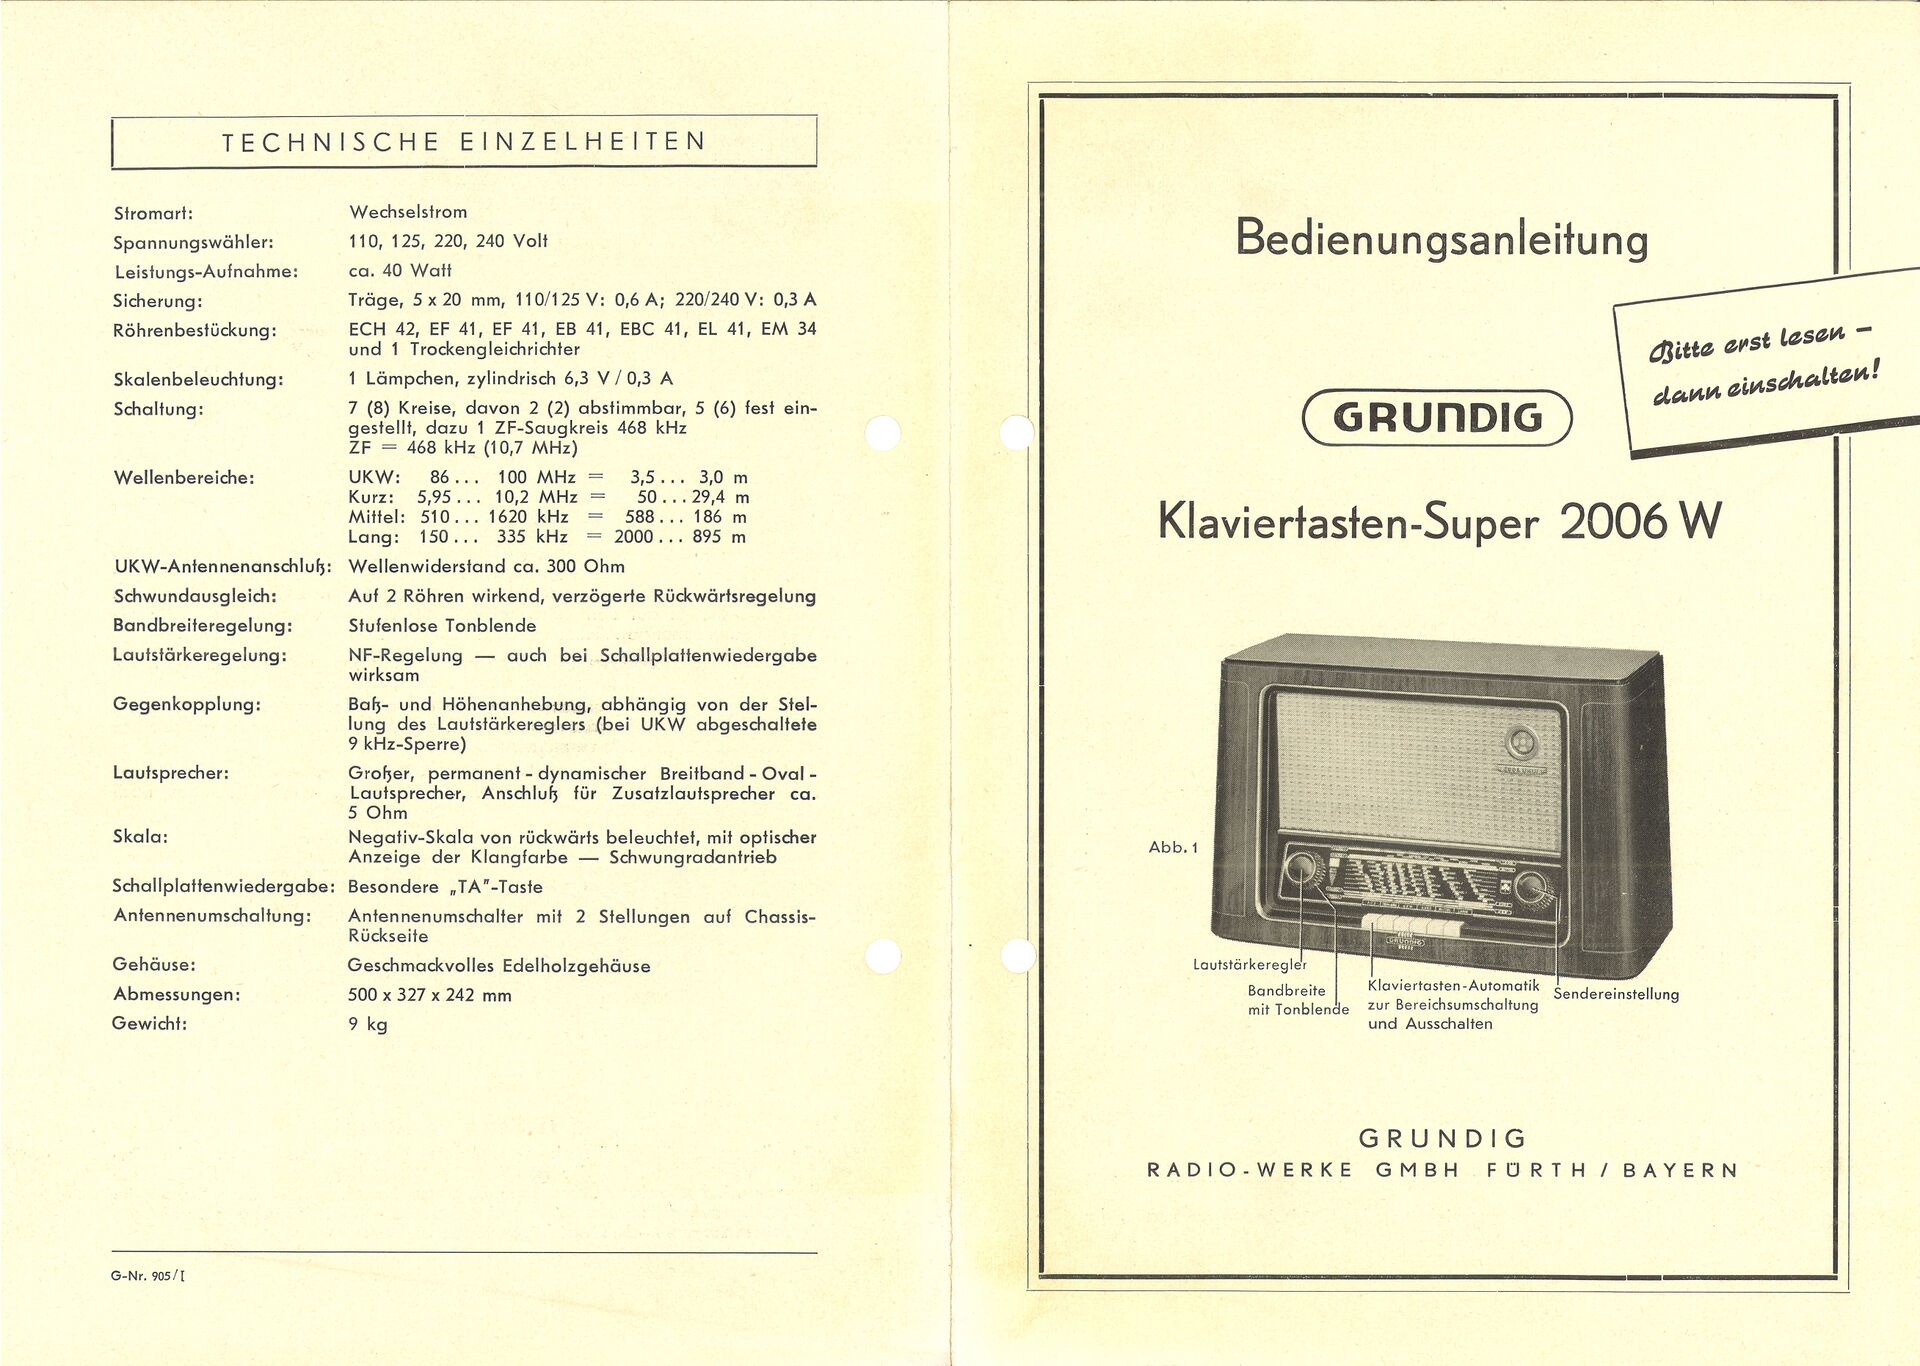 TECHNISCHE EINZELHEITEN
Stromart: Wechselstrom
Spannungswähler: 110, 125, 220, 240 Volt
Leistungs-Aufnahme: ca. 40 Watt
Sicherung: Träge, 5 x 20 mm, 110/125 V: 0,6 A; 220/240 V: 0,3 A
Röhrenbestückung: ECH 42, EF 41, EF 41, EB 41, EBC 41, EL 41, EM 34
und 1 Trockengleichrichter
Skalenbeleuchtung: 1 Lämpchen, zylindrisch 6,3 V / 0,3 A
Schaltung: 7 (8) Kreise, davon 2 (2) abstimmbar, 5 (6) fest ein-
gestellt, dazu 1 ZF-Saugkreis 468 kHz
ZF = 468 kHz (10,7 MHz)
Wellenbereiche: UKW: 86... 100 MHz = 3,5... 3,0 m
Kurz: 5,95... 10,2 MHz = 50...29,4 m
Mittel: 510... 1620 kHz = 588... 186 m
Lang: 150... 335 kHz = 2000... 895 m
UKW-Antennenanschluß: Wellenwiderstand ca. 300 Ohm
Schwundausgleich: Auf 2 Röhren wirkend, verzögerte Rückwärtsregelung
Bandbreiteregelung: Stufenlose Tonblende
Lautstärkeregelung: NF-Regelung — auch bei Schallplattenwiedergabe
wirksam
Gegenkopplung: Baß- und Höhenanhebung, abhängig von der Stel-
lung des Lautstärkereglers (bei UKW abgeschaltete
9 kHz-Sperre)
Lautsprecher: Großer, permanent - dynamischer Breitband - Oval -
Lautsprecher, Anschluß für Zusatzlautsprecher ca.
5 Ohm
Skala: Negativ-Skala von rückwärts beleuchtet, mit optischer
Anzeige der Klangfarbe — Schwungradantrieb
Schallplattenwiedergabe: Besondere „TA"-Taste
Antennenumschaltung: Antennenumschalter mit 2 Stellungen auf Chassis-
Rückseite
Gehäuse: Geschmackvolles Edelholzgehäuse
Abmessungen: 500 x 327 x 242 mm
Gewicht: 9 kg
G-Nr. 905/I
Bedienungsanleitung
Bitte erst lesen –
dann einschalten!
GRUNDIG
Klaviertasten-Super 2006 W
Abb. 1
GRUNDIG
Lautstärkeregler
Bandbreite
mit Tonblende
Klaviertasten-Automatik
zur Bereichsumschaltung
und Ausschalten
Sendereinstellung
GRUNDIG
RADIO-WERKE GMBH FÜRTH / BAYERN